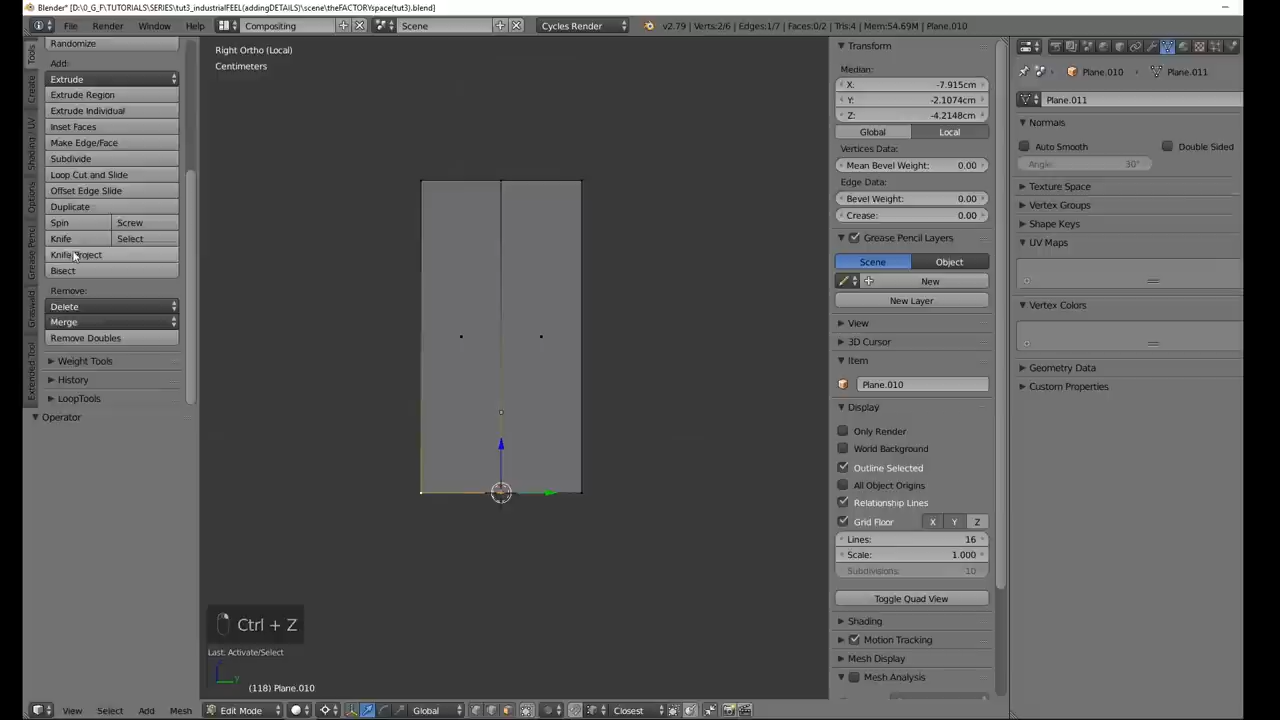 Blender* [D:\0_G_F\TUTORIALS\SERIES\tut3_industrialFEEL(addingDETAILS)\scene\theFACTORYspace(tut3).blend]
File Render Window Help Compositing Scene Cycles Render v2.79 | Verts:2/6 | Edges:1/7 | Faces:0/2 | Tris:4 | Mem:54.69M | Plane.010
Tools
Create
Shading / UV
Options
Grease Penc
Extended Tool
Randomize
Add:
Extrude
Extrude Region
Extrude Individual
Inset Faces
Make Edge/Face
Subdivide
Loop Cut and Slide
Offset Edge Slide
Duplicate
Spin Screw
Knife Select
Knife Project
Bisect
Remove:
Delete
Merge
Remove Doubles
Weight Tools
History
LoopTools
Operator
Right Ortho (Local)
Centimeters
Ctrl + Z
Last: Activate/Select
(118) Plane.010
View Select Add Mesh Edit Mode Global Closest
Transform
Median:
X: -7.915cm
Y: -2.1074cm
Z: -4.2148cm
Global Local
Vertices Data:
Mean Bevel Weight: 0.00
Edge Data:
Bevel Weight: 0.00
Crease: 0.00
Grease Pencil Layers
Scene Object
New
New Layer
View
3D Cursor
Item
Plane.010
Display
Only Render
World Background
Outline Selected
All Object Origins
Relationship Lines
Grid Floor X Y Z
Lines: 16
Scale: 1.000
Subdivisions: 10
Toggle Quad View
Shading
Motion Tracking
Mesh Display
Mesh Analysis
Plane.010 Plane.011
Plane.011
Normals
Auto Smooth Double Sided
Angle: 30°
Texture Space
Vertex Groups
Shape Keys
UV Maps
Vertex Colors
Geometry Data
Custom Properties